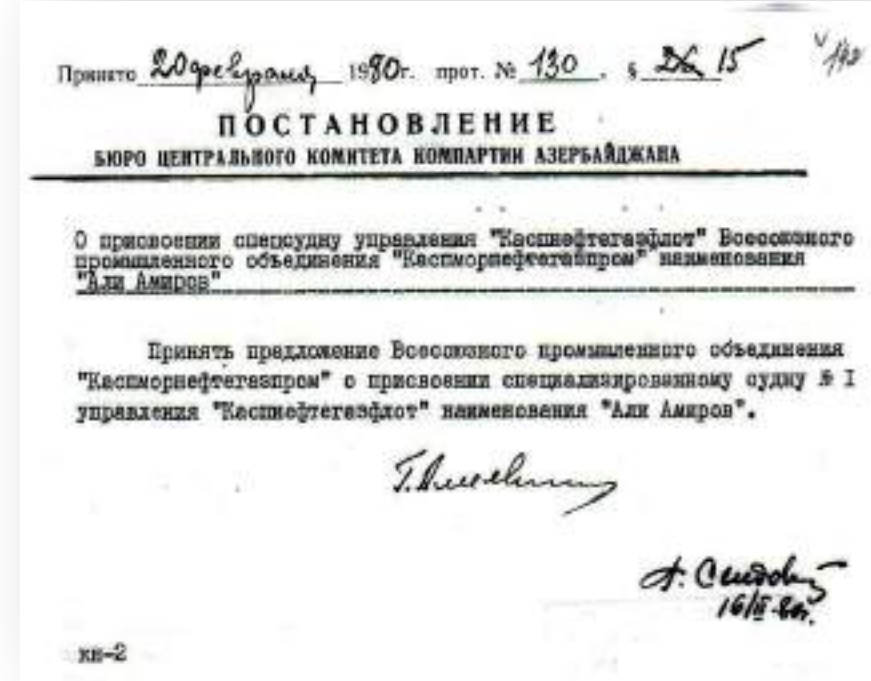 Принято 20 февраля 1980г. прот. № 130. § 15
ПОСТАНОВЛЕНИЕ
БЮРО ЦЕНТРАЛЬНОГО КОМИТЕТА КОМПАРТИИ АЗЕРБАЙДЖАНА
О присвоении спецсудну управления "Каспнефтегазфлот" Всесоюзного
промышленного объединения "Каспморнефтегазпром" наименования
"Али Амиров"
Принять предложение Всесоюзного промышленного объединения
"Каспморнефтегазпром" о присвоении специализированному судну № I
управления "Каспнефтегазфлот" наименования "Али Амиров".
А. Сеидов
16/II-80г.
кн-2